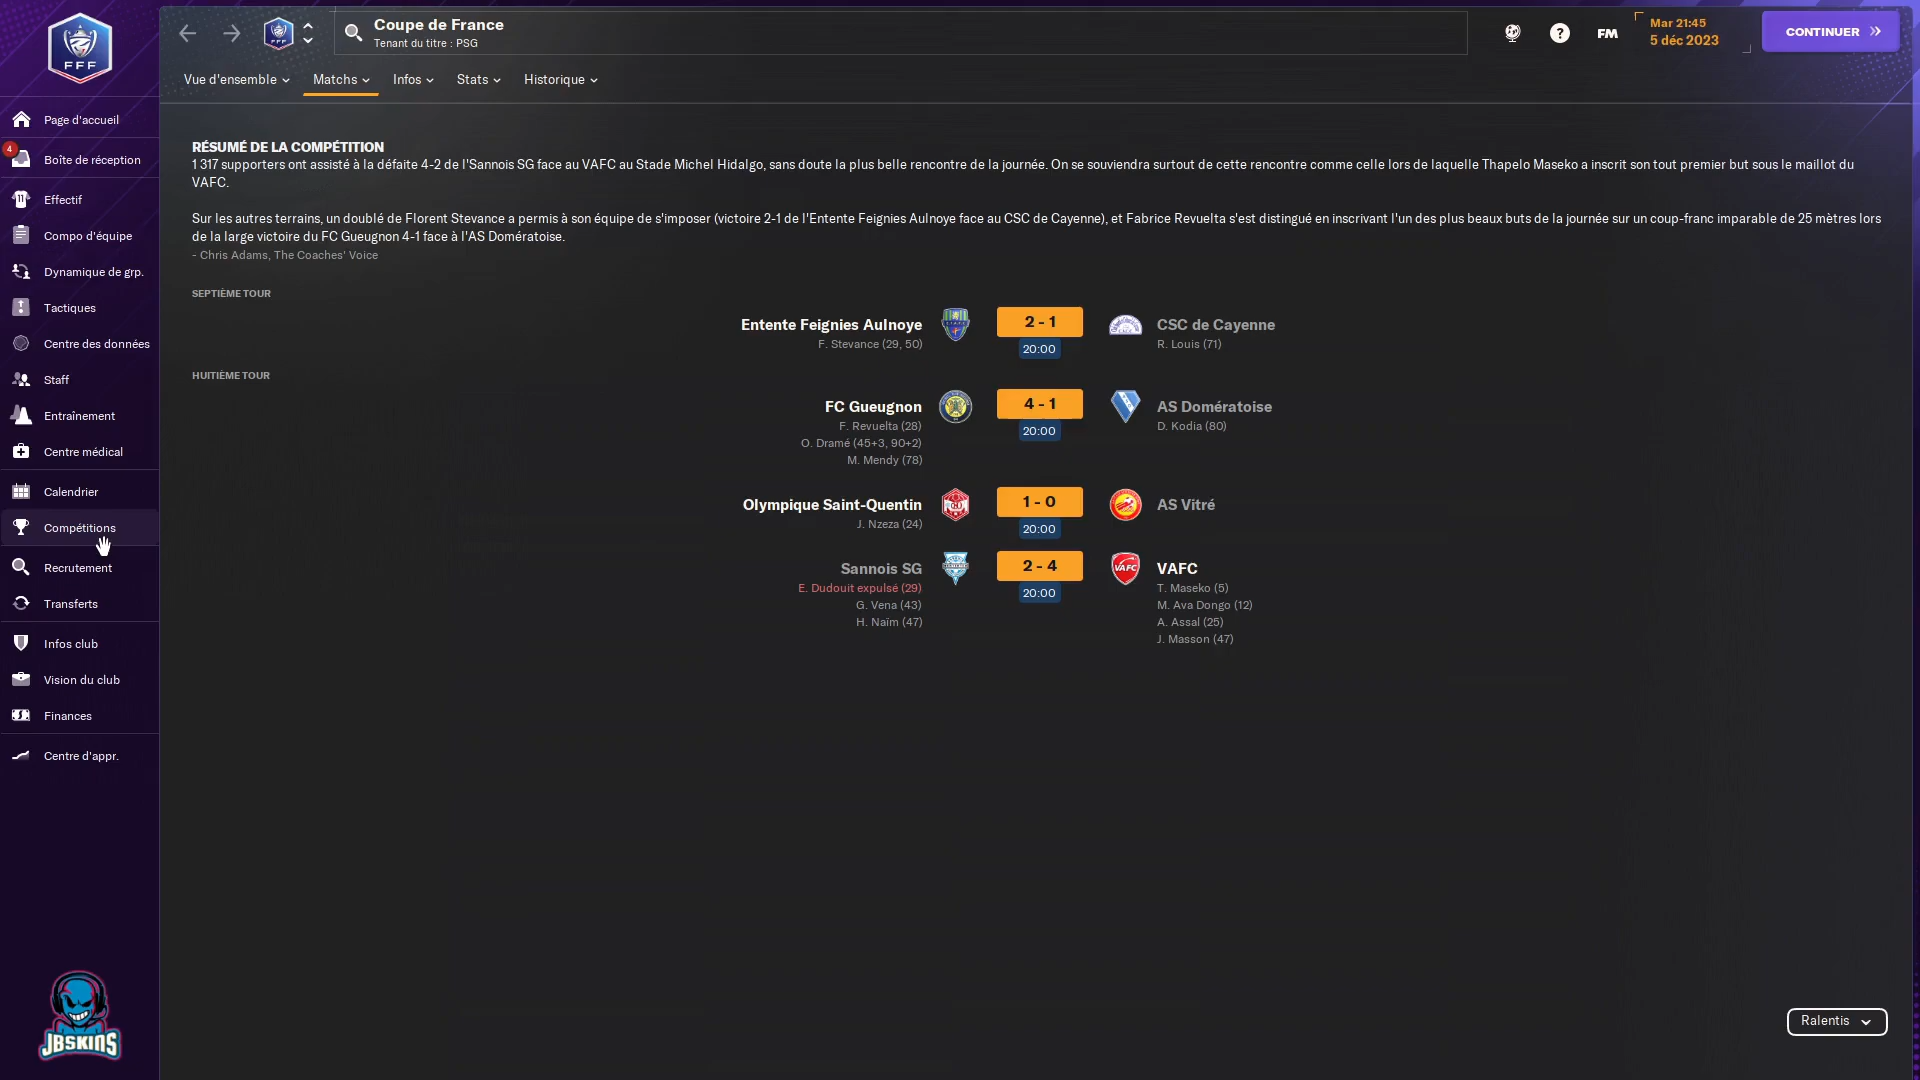 FFF
Coupe de France
Tenant du titre : PSG
FM
Mar 21:45
5 déc 2023
CONTINUER
Vue d'ensemble
Matchs
Infos
Stats
Historique
Page d'accueil
4
Boîte de réception
Effectif
Compo d'équipe
Dynamique de grp.
Tactiques
Centre des données
Staff
Entraînement
Centre médical
Calendrier
Compétitions
Recrutement
Transferts
Infos club
Vision du club
Finances
Centre d'appr.
JBSKINS
RÉSUMÉ DE LA COMPÉTITION
1 317 supporters ont assisté à la défaite 4-2 de l'Sannois SG face au VAFC au Stade Michel Hidalgo, sans doute la plus belle rencontre de la journée. On se souviendra surtout de cette rencontre comme celle lors de laquelle Thapelo Maseko a inscrit son tout premier but sous le maillot du
VAFC.
Sur les autres terrains, un doublé de Florent Stevance a permis à son équipe de s'imposer (victoire 2-1 de l'Entente Feignies Aulnoye face au CSC de Cayenne), et Fabrice Revuelta s'est distingué en inscrivant l'un des plus beaux buts de la journée sur un coup-franc imparable de 25 mètres lors
de la large victoire du FC Gueugnon 4-1 face à l'AS Domératoise.
- Chris Adams, The Coaches' Voice
SEPTIÈME TOUR
Entente Feignies Aulnoye 2 - 1 CSC de Cayenne
F. Stevance (29, 50) 20:00 R. Louis (71)
HUITIÈME TOUR
FC Gueugnon 4 - 1 AS Domératoise
F. Revuelta (28) 20:00 D. Kodia (80)
O. Dramé (45+3, 90+2)
M. Mendy (78)
Olympique Saint-Quentin 1 - 0 AS Vitré
J. Nzeza (24) 20:00
Sannois SG 2 - 4 VAFC
E. Dudouit expulsé (29) 20:00 T. Maseko (5)
G. Vena (43) M. Ava Dongo (12)
H. Naïm (47) A. Assal (25)
J. Masson (47)
Ralentis